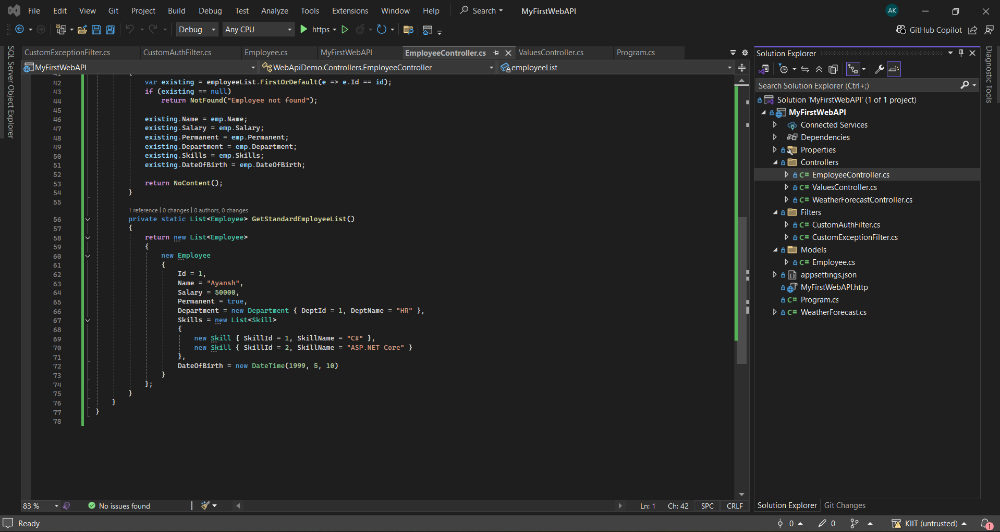 File Edit View Git Project Build Debug Test Analyze Tools Extensions Window Help Search MyFirstWebAPI AK
Debug Any CPU https GitHub Copilot
SQL Server Object Explorer
CustomExceptionFilter.cs CustomAuthFilter.cs Employee.cs MyFirstWebAPI EmployeeController.cs ValuesController.cs Program.cs
MyFirstWebAPI WebApiDemo.Controllers.EmployeeController employeeList
41 {
42 var existing = employeeList.FirstOrDefault(e => e.Id == id);
43 if (existing == null)
44 return NotFound("Employee not found");
45
46 existing.Name = emp.Name;
47 existing.Salary = emp.Salary;
48 existing.Permanent = emp.Permanent;
49 existing.Department = emp.Department;
50 existing.Skills = emp.Skills;
51 existing.DateOfBirth = emp.DateOfBirth;
52
53 return NoContent();
54 }
55
1 reference | 0 changes | 0 authors, 0 changes
56 private static List<Employee> GetStandardEmployeeList()
57 {
58 return new List<Employee>
59 {
60 new Employee
61 {
62 Id = 1,
63 Name = "Ayansh",
64 Salary = 50000,
65 Permanent = true,
66 Department = new Department { DeptId = 1, DeptName = "HR" },
67 Skills = new List<Skill>
68 {
69 new Skill { SkillId = 1, SkillName = "C#" },
70 new Skill { SkillId = 2, SkillName = "ASP.NET Core" }
71 },
72 DateOfBirth = new DateTime(1999, 5, 10)
73 }
74 };
75 }
76 }
77 }
78
83 % No issues found Ln: 1 Ch: 42 SPC CRLF
Solution Explorer
Search Solution Explorer (Ctrl+;)
Solution 'MyFirstWebAPI' (1 of 1 project)
MyFirstWebAPI
Connected Services
Dependencies
Properties
Controllers
C# EmployeeController.cs
C# ValuesController.cs
C# WeatherForecastController.cs
Filters
C# CustomAuthFilter.cs
C# CustomExceptionFilter.cs
Models
C# Employee.cs
appsettings.json
MyFirstWebAPI.http
C# Program.cs
C# WeatherForecast.cs
Solution Explorer Git Changes
Diagnostic Tools
Ready 0 0 KIIT (untrusted) 1